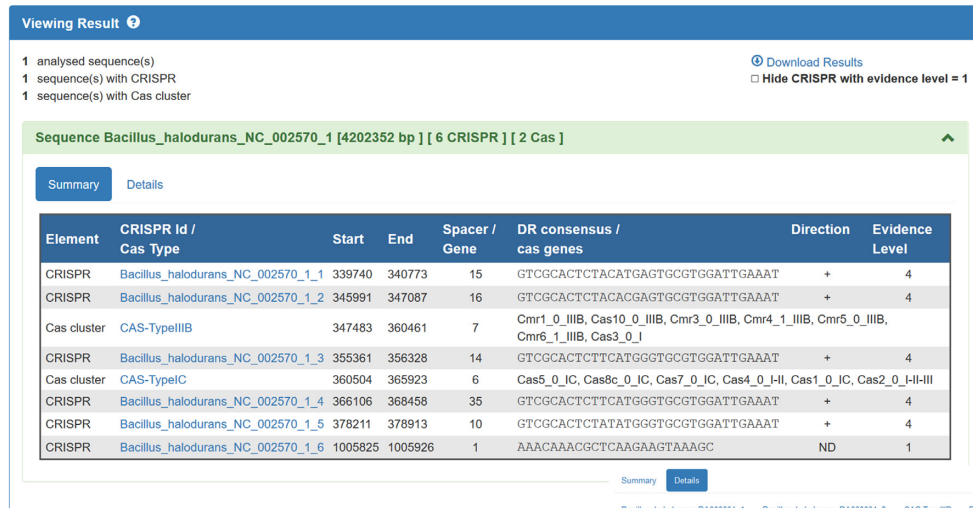 Viewing Result
1 analysed sequence(s)
1 sequence(s) with CRISPR
1 sequence(s) with Cas cluster
Download Results
Hide CRISPR with evidence level = 1
Sequence Bacillus_halodurans_NC_002570_1 [4202352 bp ] [ 6 CRISPR ] [ 2 Cas ]
Summary Details
Element CRISPR Id / Cas Type Start End Spacer / Gene DR consensus / cas genes Direction Evidence Level
CRISPR Bacillus_halodurans_NC_002570_1_1 339740 340773 15 GTCGCACTCTACATGAGTGCGTGGATTGAAAT + 4
CRISPR Bacillus_halodurans_NC_002570_1_2 345991 347087 16 GTCGCACTCTACACGAGTGCGTGGATTGAAAT + 4
Cas cluster CAS-TypeIIIB 347483 360461 7 Cmr1_0_IIIB, Cas10_0_IIIB, Cmr3_0_IIIB, Cmr4_1_IIIB, Cmr5_0_IIIB,
Cmr6_1_IIIB, Cas3_0_I
CRISPR Bacillus_halodurans_NC_002570_1_3 355361 356328 14 GTCGCACTCTTCATGGGTGCGTGGATTGAAAT + 4
Cas cluster CAS-TypeIC 360504 365923 6 Cas5_0_IC, Cas8c_0_IC, Cas7_0_IC, Cas4_0_I-II, Cas1_0_IC, Cas2_0_I-II-III
CRISPR Bacillus_halodurans_NC_002570_1_4 366106 368458 35 GTCGCACTCTTCATGGGTGCGTGGATTGAAAT + 4
CRISPR Bacillus_halodurans_NC_002570_1_5 378211 378913 10 GTCGCACTCTATATGGGTGCGTGGATTGAAAT + 4
CRISPR Bacillus_halodurans_NC_002570_1_6 1005825 1005926 1 AAACAAACGCTCAAGAAGTAAAGC ND 1
Summary Details